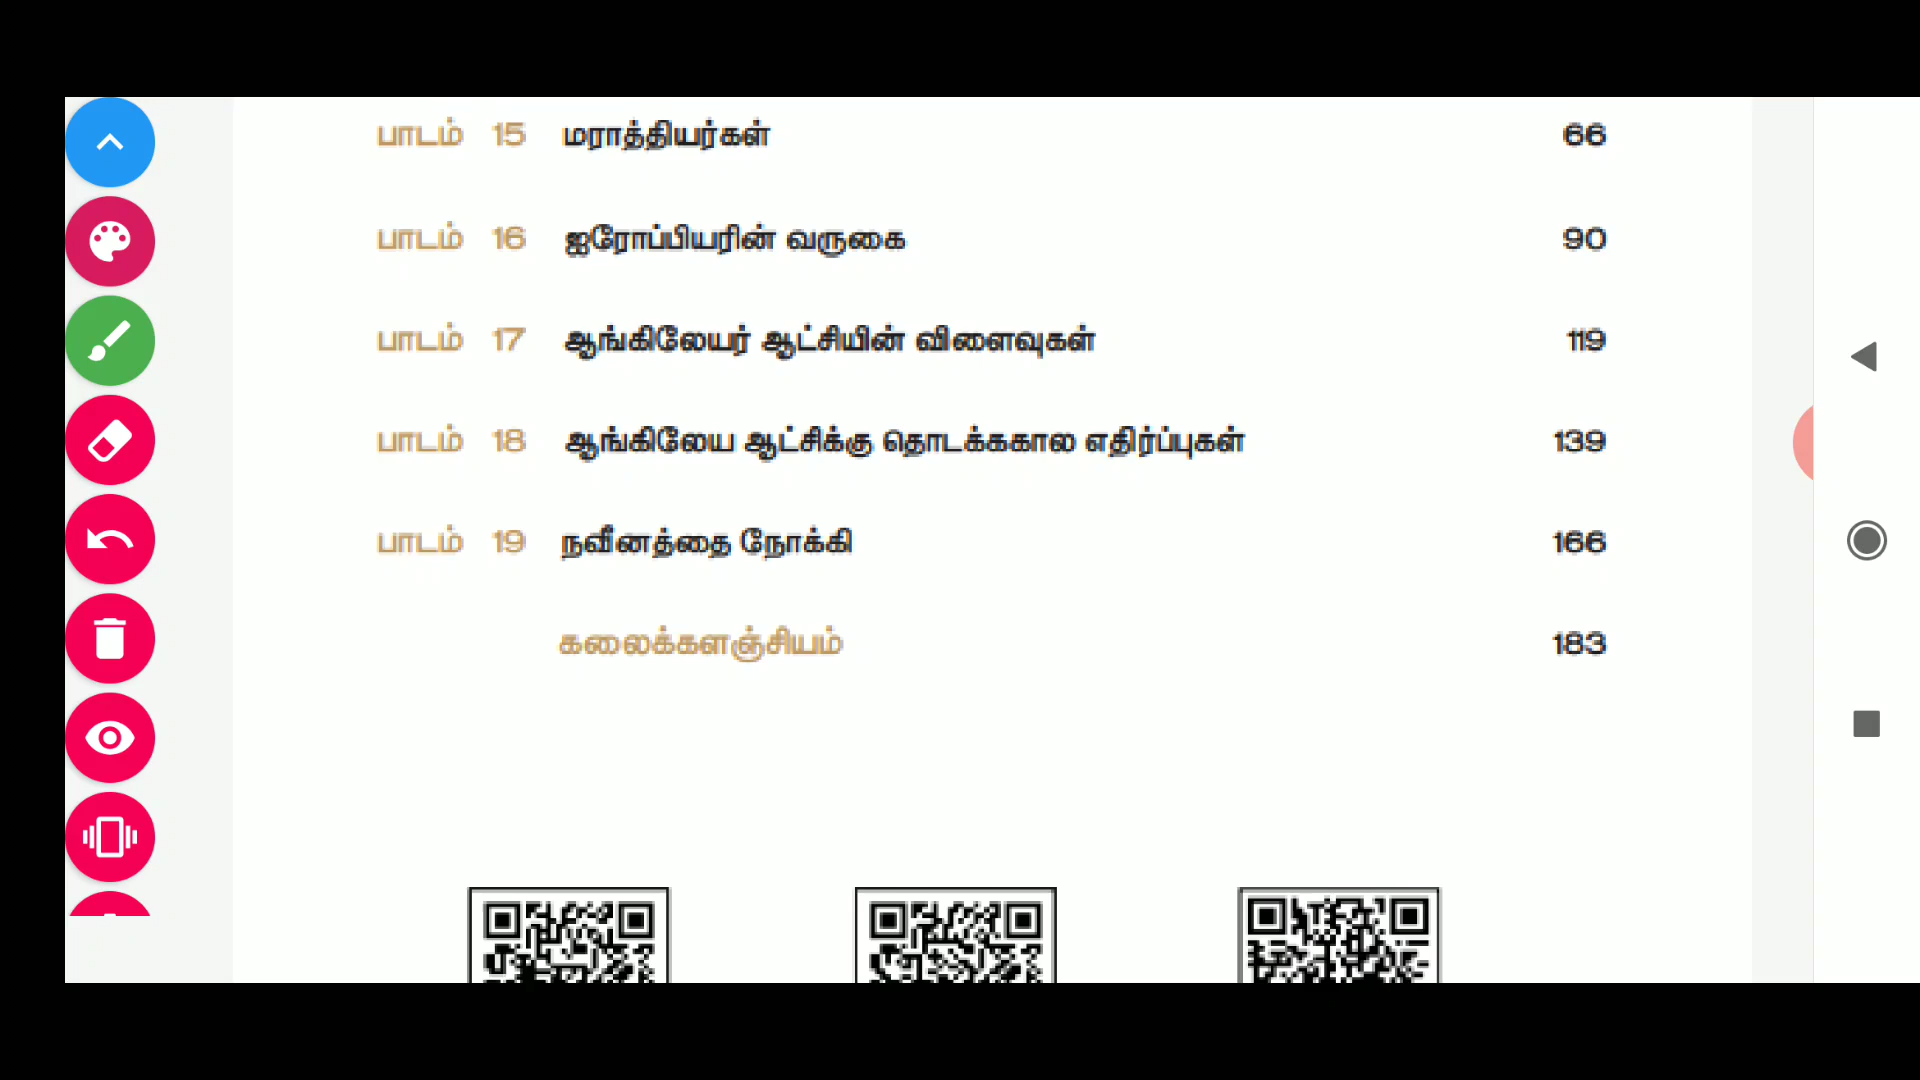 பாடம் 15 மராத்தியர்கள் 66
பாடம் 16 ஐரோப்பியரின் வருகை 90
பாடம் 17 ஆங்கிலேயர் ஆட்சியின் விளைவுகள் 119
பாடம் 18 ஆங்கிலேய ஆட்சிக்கு தொடக்ககால எதிர்ப்புகள் 139
பாடம் 19 நவீனத்தை நோக்கி 166
கலைக்களஞ்சியம் 183